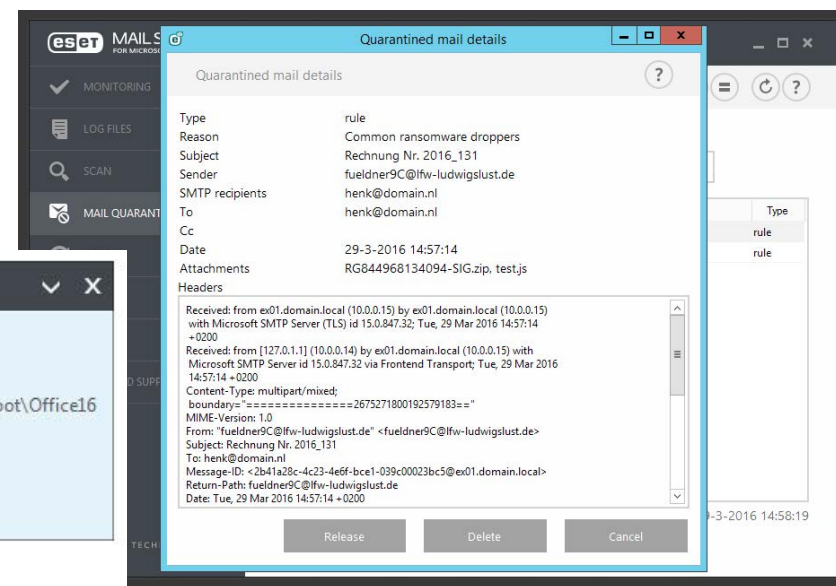 eset MAIL S
FOR MICROSO
MONITORING
LOG FILES
SCAN
MAIL QUARANT
D SUPP
TECH
ot\Office16
Quarantined mail details
Quarantined mail details
?
Type rule
Reason Common ransomware droppers
Subject Rechnung Nr. 2016_131
Sender fueldner9C@lfw-ludwigslust.de
SMTP recipients henk@domain.nl
To henk@domain.nl
Cc
Date 29-3-2016 14:57:14
Attachments RG844968134094-SIG.zip, test.js
Headers
Received: from ex01.domain.local (10.0.0.15) by ex01.domain.local (10.0.0.15)
with Microsoft SMTP Server (TLS) id 15.0.847.32; Tue, 29 Mar 2016 14:57:14
+0200
Received: from [127.0.1.1] (10.0.0.14) by ex01.domain.local (10.0.0.15) with
Microsoft SMTP Server id 15.0.847.32 via Frontend Transport; Tue, 29 Mar 2016
14:57:14 +0200
Content-Type: multipart/mixed;
boundary="===============2675271800192579183=="
MIME-Version: 1.0
From: "fueldner9C@lfw-ludwigslust.de" <fueldner9C@lfw-ludwigslust.de>
Subject: Rechnung Nr. 2016_131
To: henk@domain.nl
Message-ID: <2b41a28c-4c23-4e6f-bce1-039c00023bc5@ex01.domain.local>
Return-Path: fueldner9C@lfw-ludwigslust.de
Date: Tue, 29 Mar 2016 14:57:14 +0200
Release Delete Cancel
?
Type
rule
rule
-3-2016 14:58:19